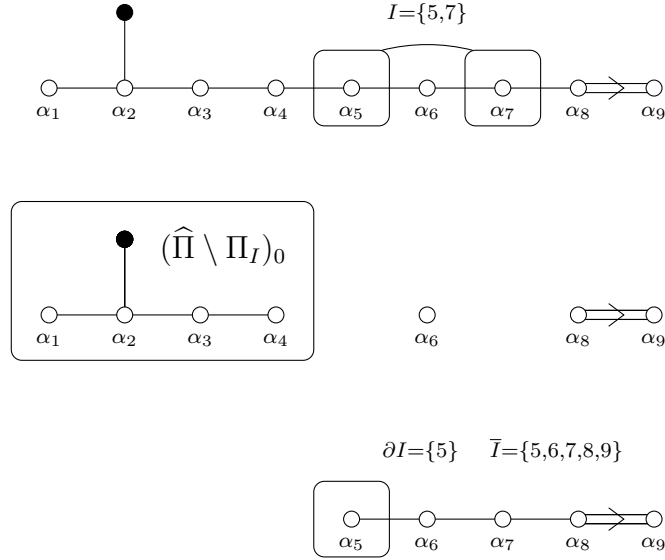 I={5,7}
α₁ α₂ α₃ α₄ α₅ α₆ α₇ α₈ α₉
(Π̂ \ Π_I)₀
α₁ α₂ α₃ α₄ α₆ α₈ α₉
∂I={5} I̅={5,6,7,8,9}
α₅ α₆ α₇ α₈ α₉